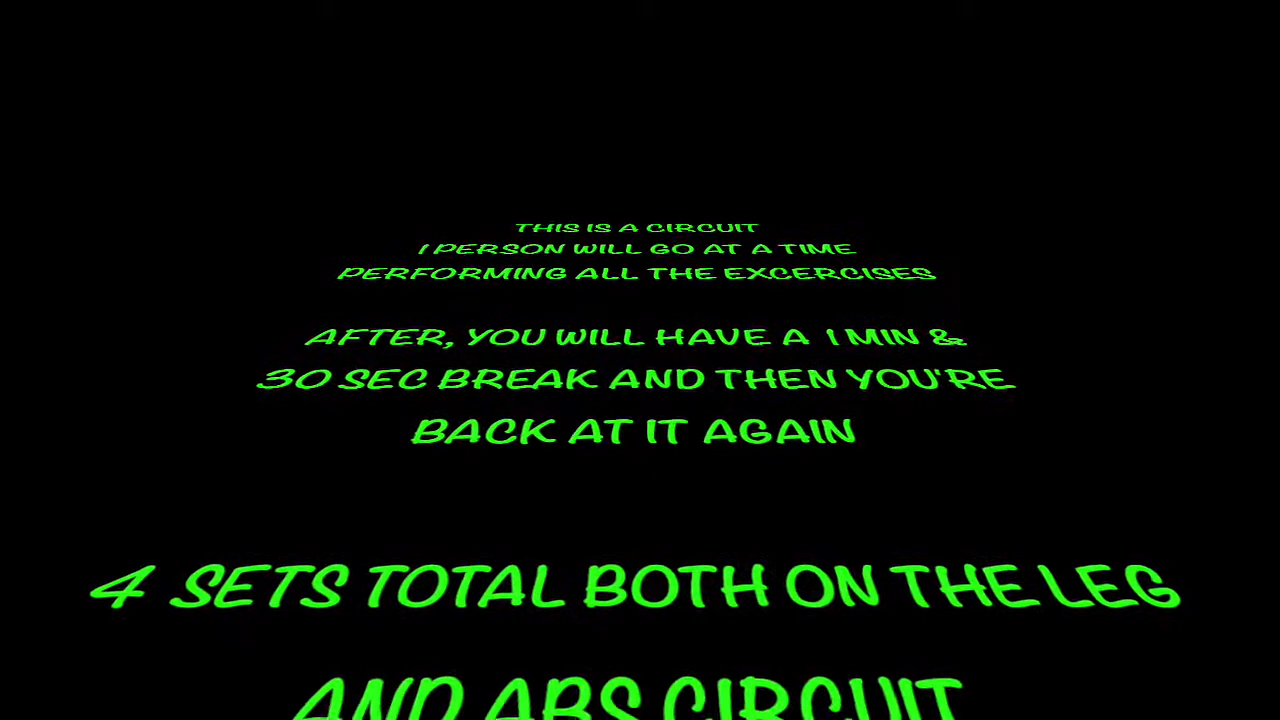 THIS IS A CIRCUIT
1 PERSON WILL GO AT A TIME
PERFORMING ALL THE EXCERCISES
AFTER, YOU WILL HAVE A 1 MIN &
30 SEC BREAK AND THEN YOU'RE
BACK AT IT AGAIN
4 SETS TOTAL BOTH ON THE LEG
AND ABS CIRCUIT